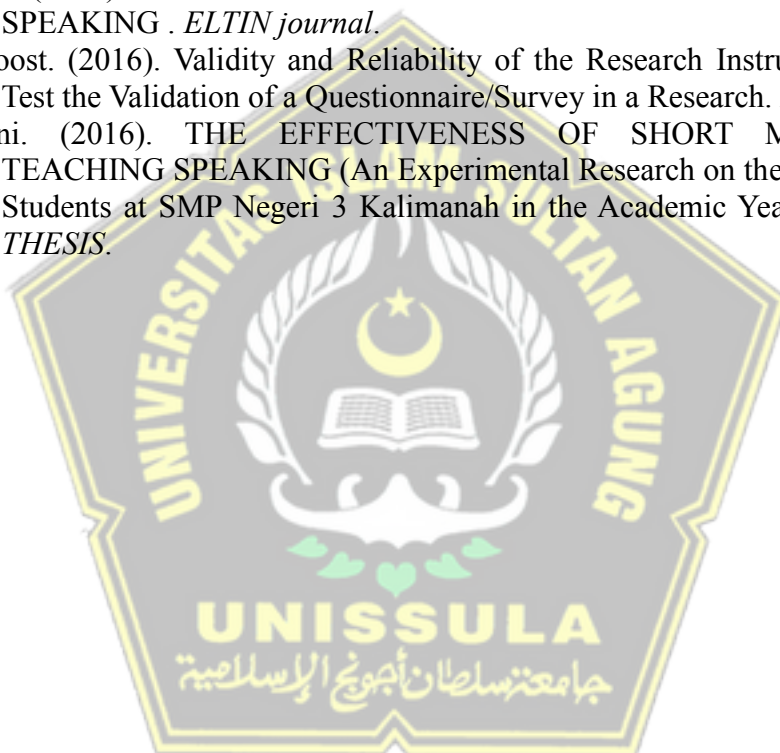 SPEAKING . ELTIN journal.
oost. (2016). Validity and Reliability of the Research Instru
Test the Validation of a Questionnaire/Survey in a Research.
ni. (2016). THE EFFECTIVENESS OF SHORT M
TEACHING SPEAKING (An Experimental Research on the
Students at SMP Negeri 3 Kalimanah in the Academic Yea
THESIS.
UNIVERSITAS ISLAM SULTAN AGUNG
UNISSULA
جامعة سلطان أجونج الإسلامية